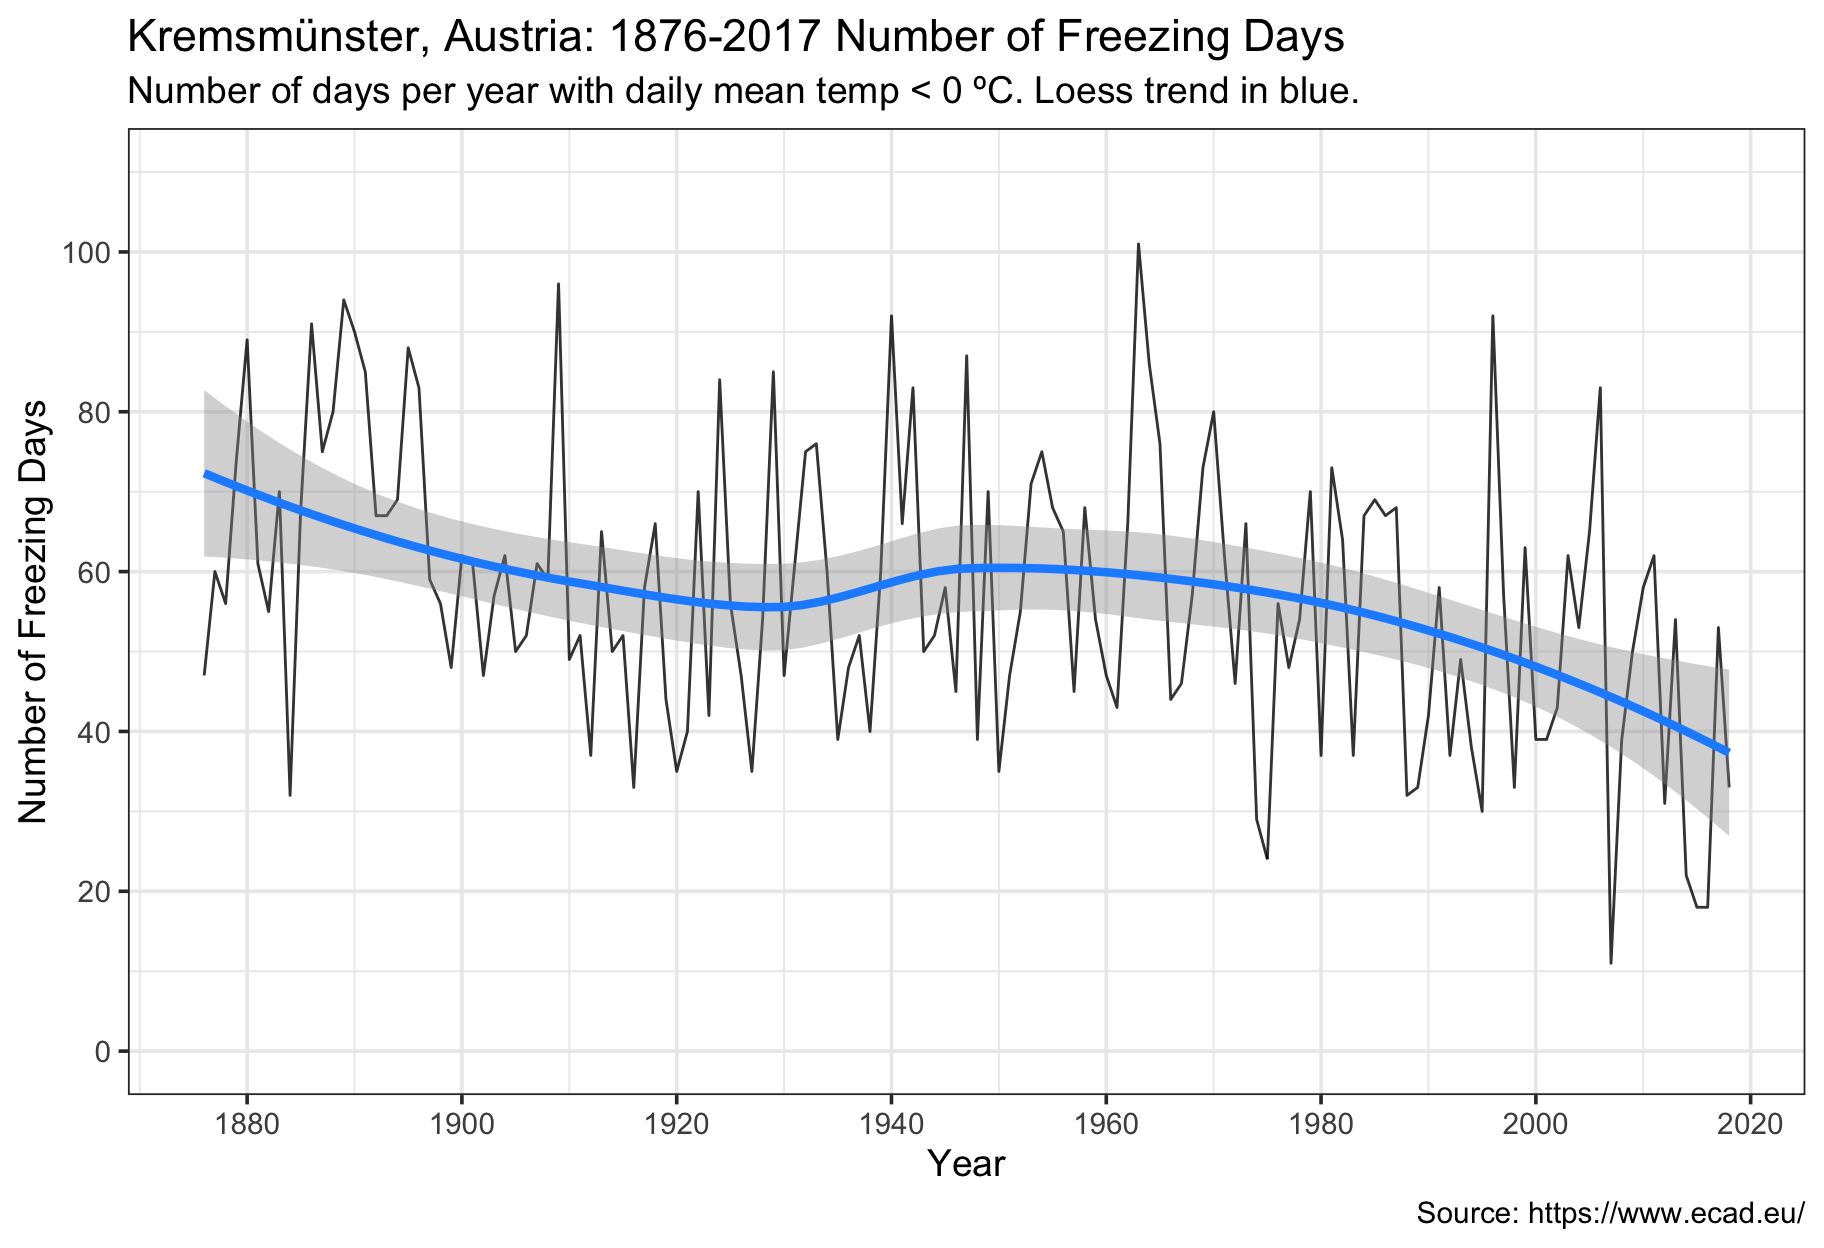 Kremsmünster, Austria: 1876-2017 Number of Freezing Days
Number of days per year with daily mean temp < 0 ºC. Loess trend in blue.
Number of Freezing Days
100
80
60
40
20
0
1880 1900 1920 1940 1960 1980 2000 2020
Year
Source: https://www.ecad.eu/